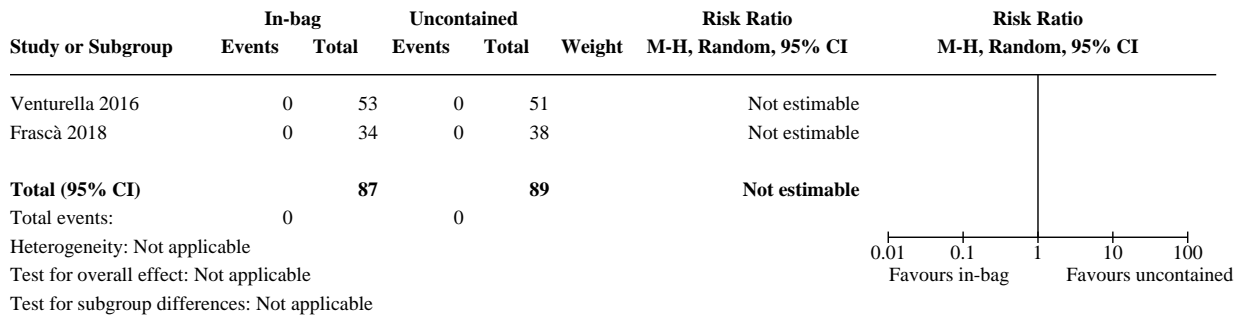 In-bag Uncontained Risk Ratio Risk Ratio
Study or Subgroup Events Total Events Total Weight M-H, Random, 95% CI M-H, Random, 95% CI
Venturella 2016 0 53 0 51 Not estimable
Frascà 2018 0 34 0 38 Not estimable
Total (95% CI) 87 89 Not estimable
Total events: 0 0
Heterogeneity: Not applicable
Test for overall effect: Not applicable
Test for subgroup differences: Not applicable
0.01 0.1 1 10 100
Favours in-bag Favours uncontained